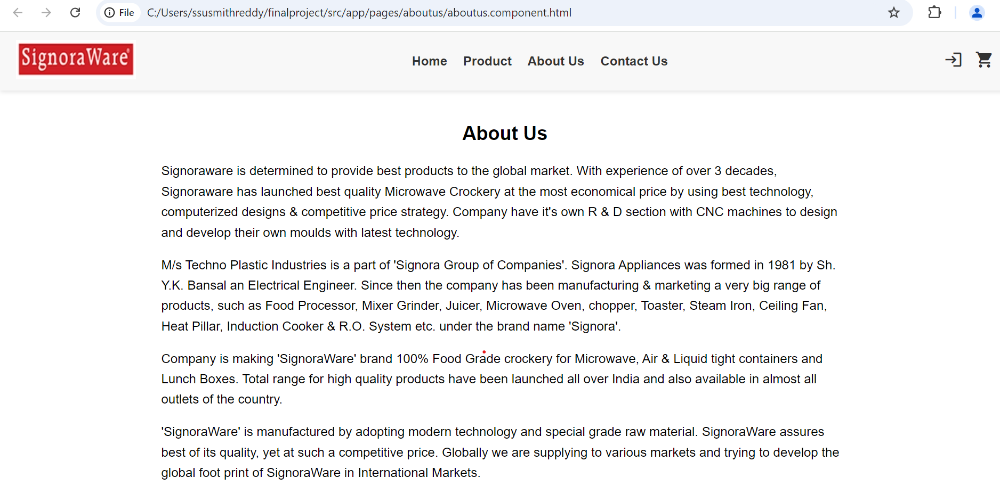 File C:/Users/ssusmithreddy/finalproject/src/app/pages/aboutus/aboutus.component.html
SignoraWare®
Home Product About Us Contact Us
About Us
Signoraware is determined to provide best products to the global market. With experience of over 3 decades,
Signoraware has launched best quality Microwave Crockery at the most economical price by using best technology,
computerized designs & competitive price strategy. Company have it's own R & D section with CNC machines to design
and develop their own moulds with latest technology.
M/s Techno Plastic Industries is a part of 'Signora Group of Companies'. Signora Appliances was formed in 1981 by Sh.
Y.K. Bansal an Electrical Engineer. Since then the company has been manufacturing & marketing a very big range of
products, such as Food Processor, Mixer Grinder, Juicer, Microwave Oven, chopper, Toaster, Steam Iron, Ceiling Fan,
Heat Pillar, Induction Cooker & R.O. System etc. under the brand name 'Signora'.
Company is making 'SignoraWare' brand 100% Food Grade crockery for Microwave, Air & Liquid tight containers and
Lunch Boxes. Total range for high quality products have been launched all over India and also available in almost all
outlets of the country.
'SignoraWare' is manufactured by adopting modern technology and special grade raw material. SignoraWare assures
best of its quality, yet at such a competitive price. Globally we are supplying to various markets and trying to develop the
global foot print of SignoraWare in International Markets.